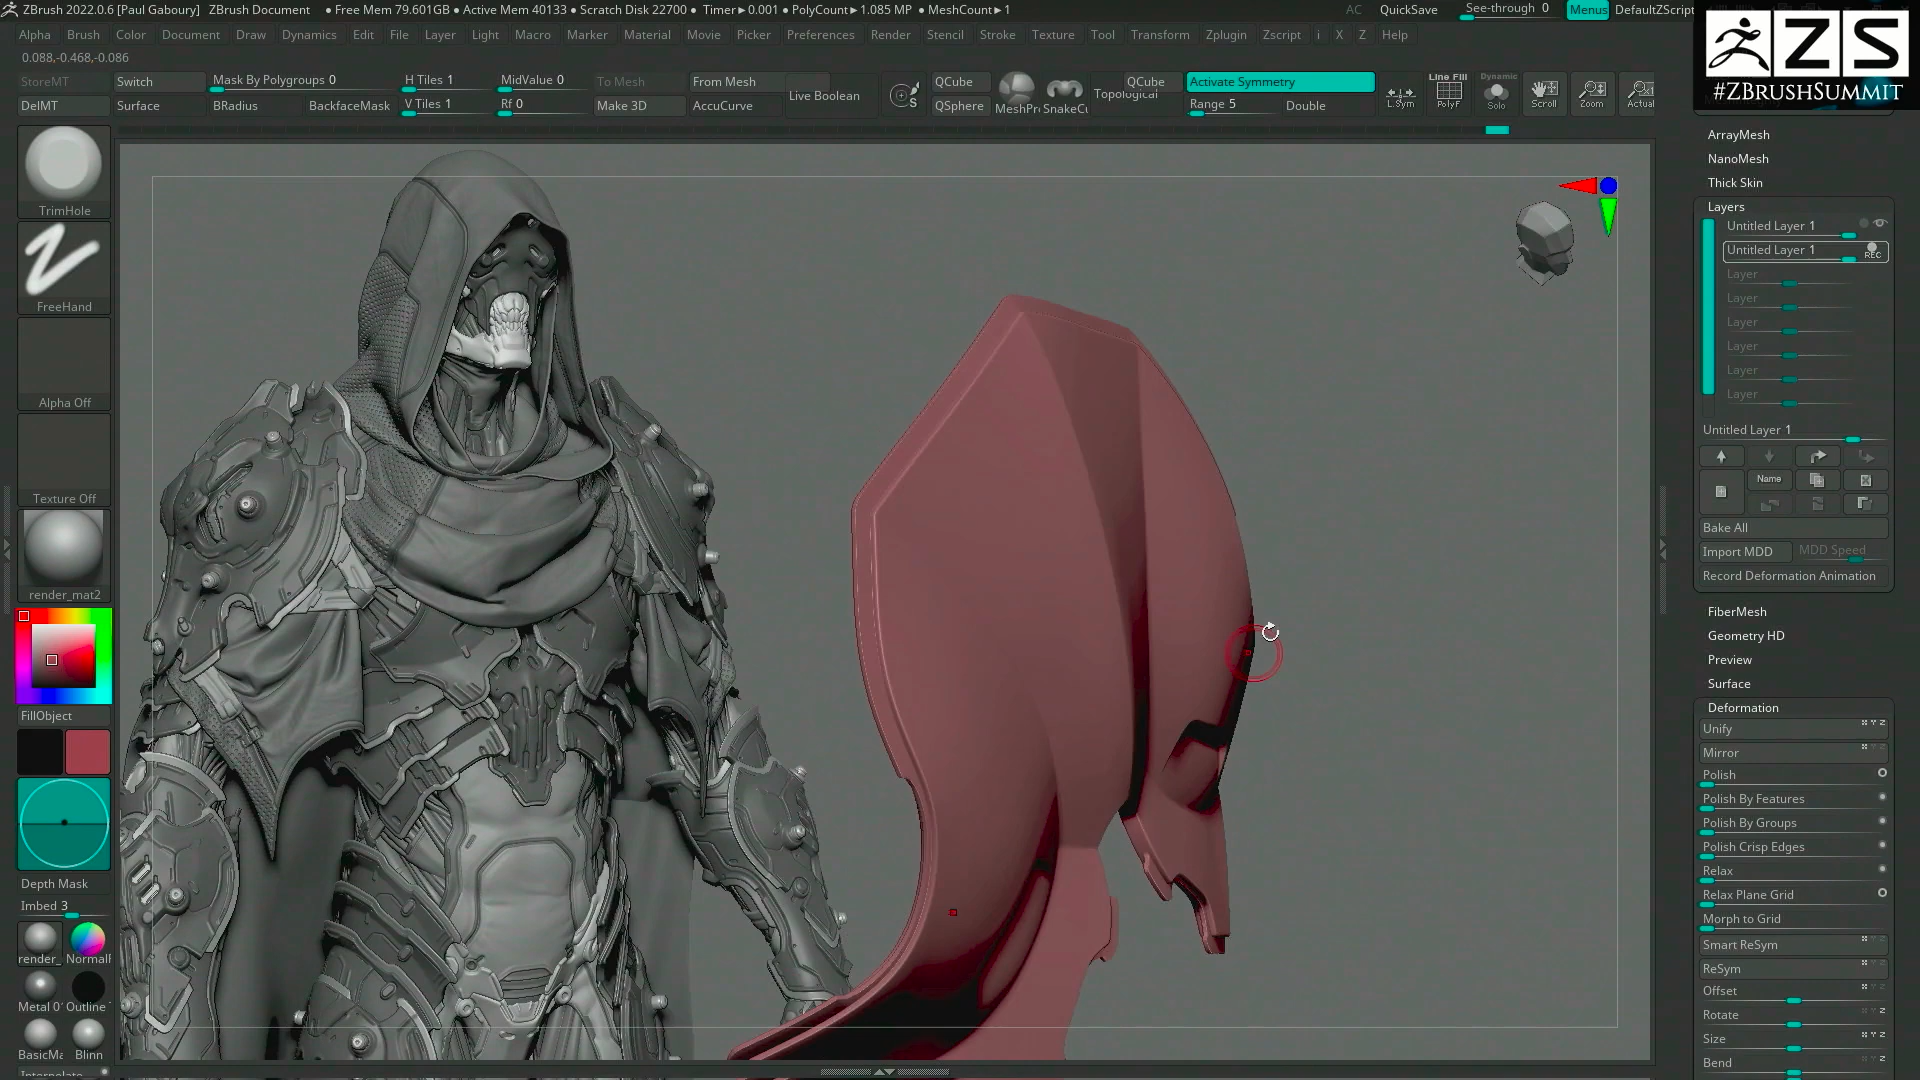 ZBrush 2022.0.6 [Paul Gaboury] ZBrush Document • Free Mem 79.601GB • Active Mem 40133 • Scratch Disk 22700 • Timer▸0.001 • PolyCount▸1.085 MP • MeshCount▸1 AC QuickSave See-through 0 Menus DefaultZScript
Alpha Brush Color Document Draw Dynamics Edit File Layer Light Macro Marker Material Movie Picker Preferences Render Stencil Stroke Texture Tool Transform Zplugin Zscript i X Z Help
ZS
#ZBRUSHSUMMIT
0.088,-0.468,-0.086
StoreMT Switch Mask By Polygroups 0 H Tiles 1 MidValue 0 To Mesh From Mesh Live Boolean QCube QCube Activate Symmetry Line Fill Dynamic
DelMT Surface BRadius BackfaceMask V Tiles 1 Rf 0 Make 3D AccuCurve QSphere MeshPr SnakeCu Topological Range 5 Double L.Sym PolyF Solo Scroll Zoom Actual
TrimHole
FreeHand
Alpha Off
Texture Off
render_mat2
FillObject
Depth Mask
Imbed 3
render_ NormalF
Metal 0 Outline
BasicMa Blinn
Interpolate
ArrayMesh
NanoMesh
Thick Skin
Layers
Untitled Layer 1
Untitled Layer 1 REC
Layer
Layer
Layer
Layer
Layer
Layer
Untitled Layer 1
Name
Bake All
Import MDD MDD Speed
Record Deformation Animation
FiberMesh
Geometry HD
Preview
Surface
Deformation
Unify
Mirror
Polish
Polish By Features
Polish By Groups
Polish Crisp Edges
Relax
Relax Plane Grid
Morph to Grid
Smart ReSym
ReSym
Offset
Rotate
Size
Bend